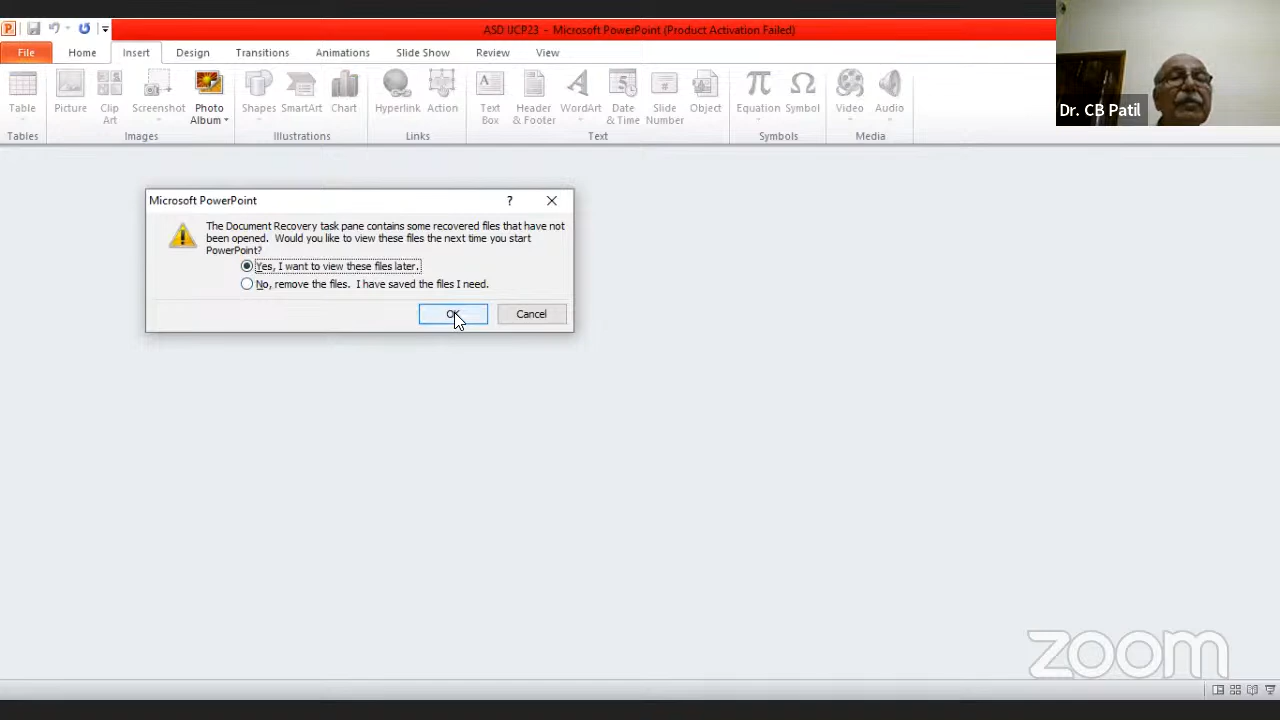 ASD IJCP23 - Microsoft PowerPoint (Product Activation Failed)
File Home Insert Design Transitions Animations Slide Show Review View
Table Picture Clip Art Screenshot Photo Album Shapes SmartArt Chart Hyperlink Action Text Box Header & Footer WordArt Date & Time Slide Number Object Equation Symbol Video Audio
Tables Images Illustrations Links Text Symbols Media
Dr. CB Patil
Microsoft PowerPoint ?
The Document Recovery task pane contains some recovered files that have not
been opened. Would you like to view these files the next time you start
PowerPoint?
Yes, I want to view these files later.
No, remove the files. I have saved the files I need.
OK Cancel
zoom